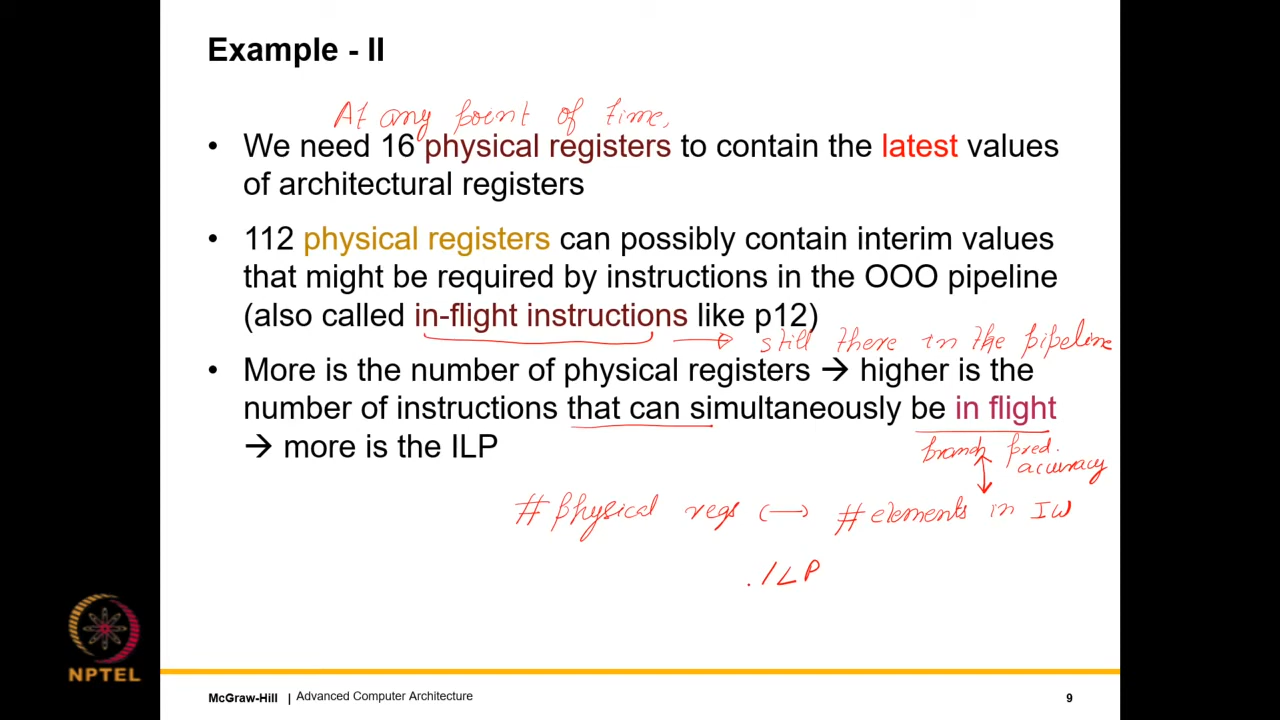 Example - II
At any point of time,
• We need 16 physical registers to contain the latest values
of architectural registers
• 112 physical registers can possibly contain interim values
that might be required by instructions in the OOO pipeline
(also called in-flight instructions like p12)
→ still there in the pipeline
• More is the number of physical registers → higher is the
number of instructions that can simultaneously be in flight
→ more is the ILP
branch pred.
accuracy
# physical regs ↔ # elements in IW
ILP
NPTEL
McGraw-Hill | Advanced Computer Architecture
9